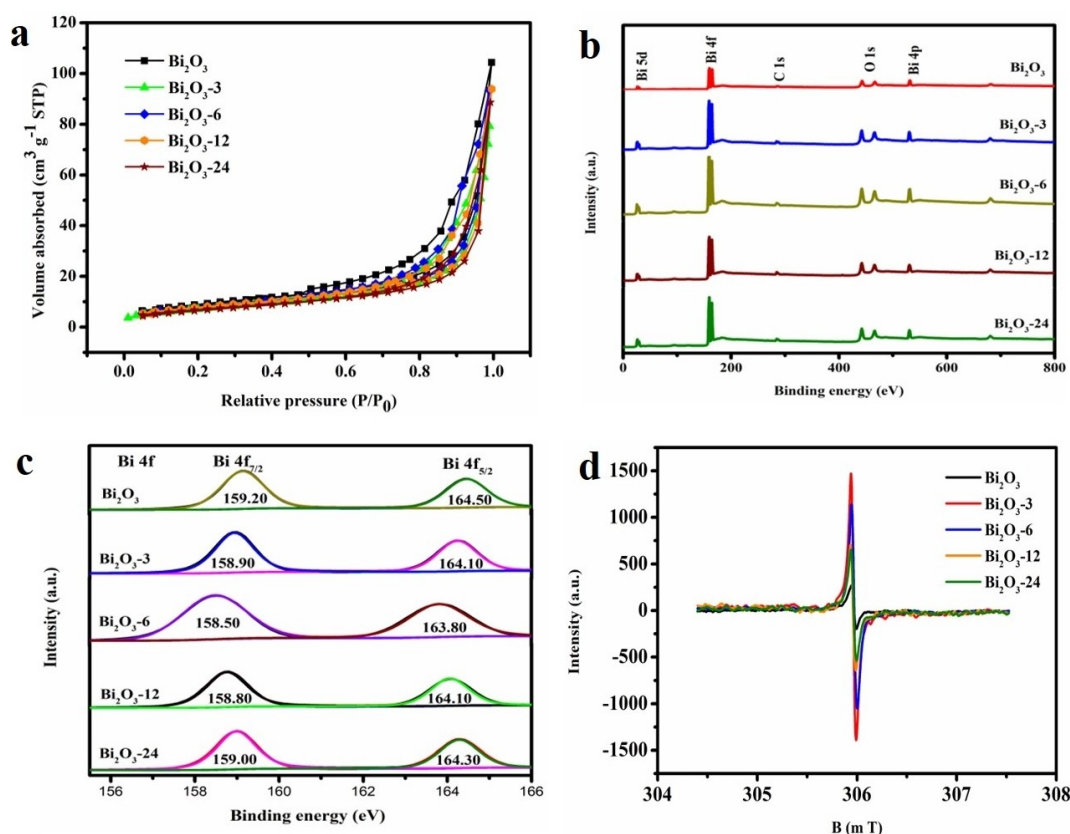 a
Volume absorbed (cm³ g⁻¹ STP)
120
100
80
60
40
20
0
Bi₂O₃
Bi₂O₃-3
Bi₂O₃-6
Bi₂O₃-12
Bi₂O₃-24
0.0 0.2 0.4 0.6 0.8 1.0
Relative pressure (P/P₀)
b
Intensity (a.u.)
Bi 5d
Bi 4f
C 1s
O 1s
Bi 4p
Bi₂O₃
Bi₂O₃-3
Bi₂O₃-6
Bi₂O₃-12
Bi₂O₃-24
0 200 400 600 800
Binding energy (eV)
c
Intensity (a.u.)
Bi 4f Bi 4f₇/₂ Bi 4f₅/₂
Bi₂O₃ 159.20 164.50
Bi₂O₃-3 158.90 164.10
Bi₂O₃-6 158.50 163.80
Bi₂O₃-12 158.80 164.10
Bi₂O₃-24 159.00 164.30
156 158 160 162 164 166
Binding energy (eV)
d
Intensity (a.u.)
1500
1000
500
0
-500
-1000
-1500
Bi₂O₃
Bi₂O₃-3
Bi₂O₃-6
Bi₂O₃-12
Bi₂O₃-24
304 305 306 307 308
B (m T)